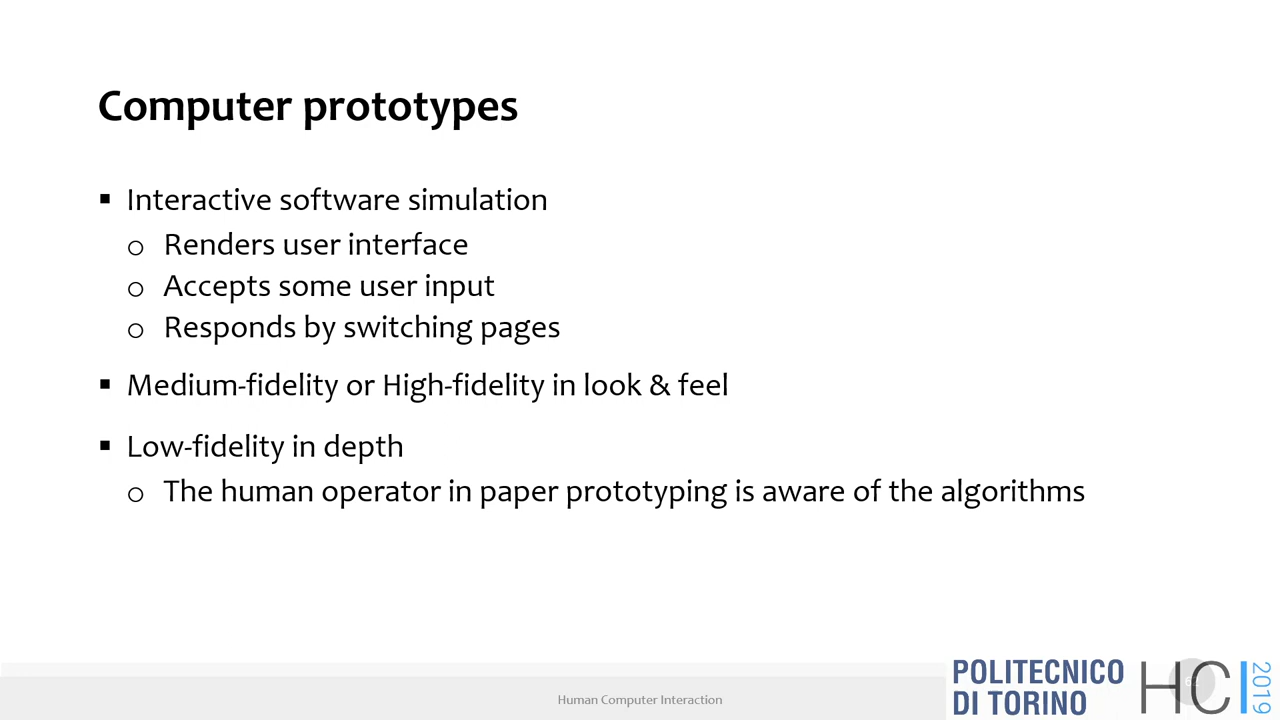 Computer prototypes
▪ Interactive software simulation
o Renders user interface
o Accepts some user input
o Responds by switching pages
▪ Medium-fidelity or High-fidelity in look & feel
▪ Low-fidelity in depth
o The human operator in paper prototyping is aware of the algorithms
Human Computer Interaction
POLITECNICO
DI TORINO
HCI
2019